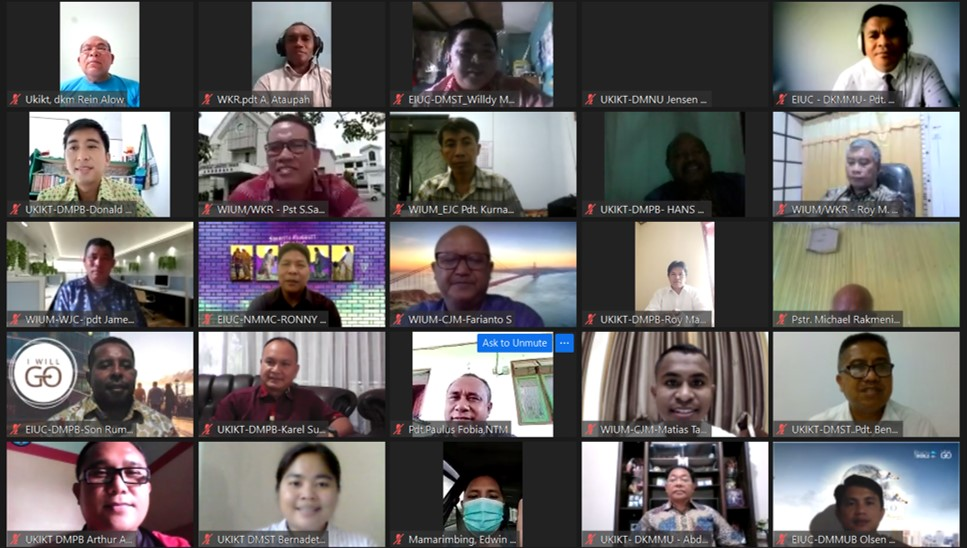 Ukikt, dkm Rein Alow
WKR.pdt A, Ataupah
EIUC-DMST_Willdy M...
UKIKT-DMNU Jensen ...
EIUC - DKMMU- Pdt. ...
UKIKT-DMPB-Donald ...
WIUM/WKR - Pst S.Sa...
WIUM_EJC Pdt. Kurna...
UKIKT-DMPB- HANS ...
WIUM/WKR - Roy M. ...
WIUM-WJC- pdt Jame...
EIUC-NMMC-RONNY ...
WIUM-CJM-Farianto S
UKIKT-DMPB-Roy Ma...
Pstr. Michael Rakmeni...
Ask to Unmute ...
I WILL
GO
EIUC-DMPB-Son Rum...
UKIKT-DMPB-Karel Su...
Pdt.Paulus Fobia,NTM
WIUM-CJM-Matias Ta...
UKIKT-DMST.Pdt. Ben...
UKIKT DMPB Arthur A...
UKIKT DMST Bernadet...
Mamarimbing, Edwin ...
UKIKT- DKMMU - Abd...
GO
EIUC-DMMUB Olsen ...